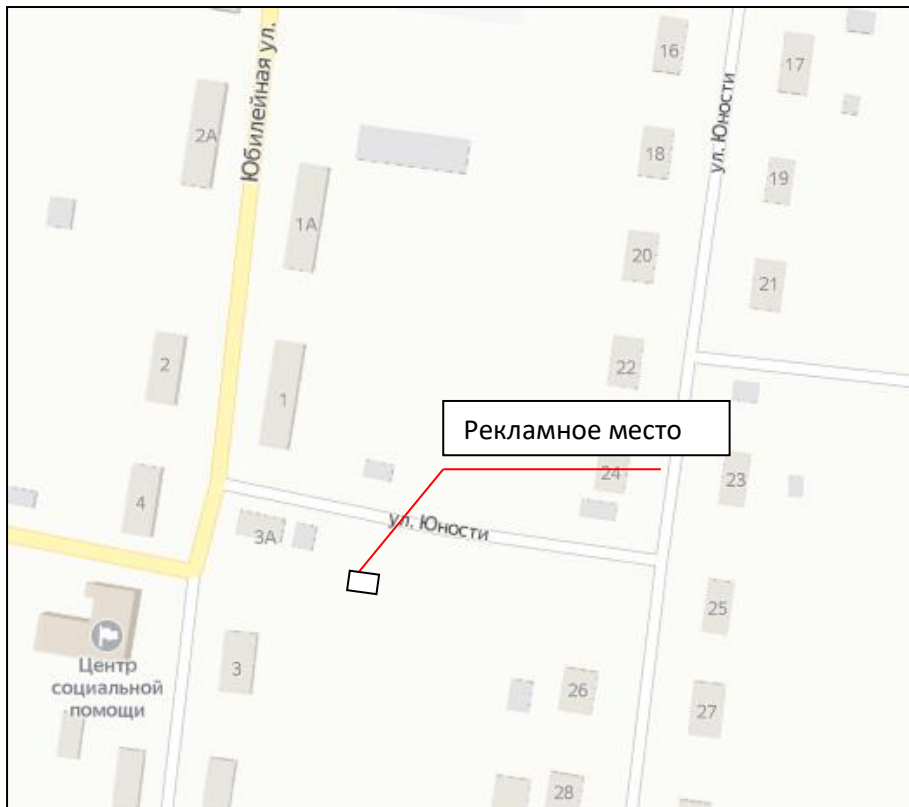 Юбилейная ул.
16
17
ул. Юности
2А
18
19
1А
20
21
2
22
1
Рекламное место
24
23
4
3А
ул. Юности
25
Центр
социальной
помощи
3
26
27
28